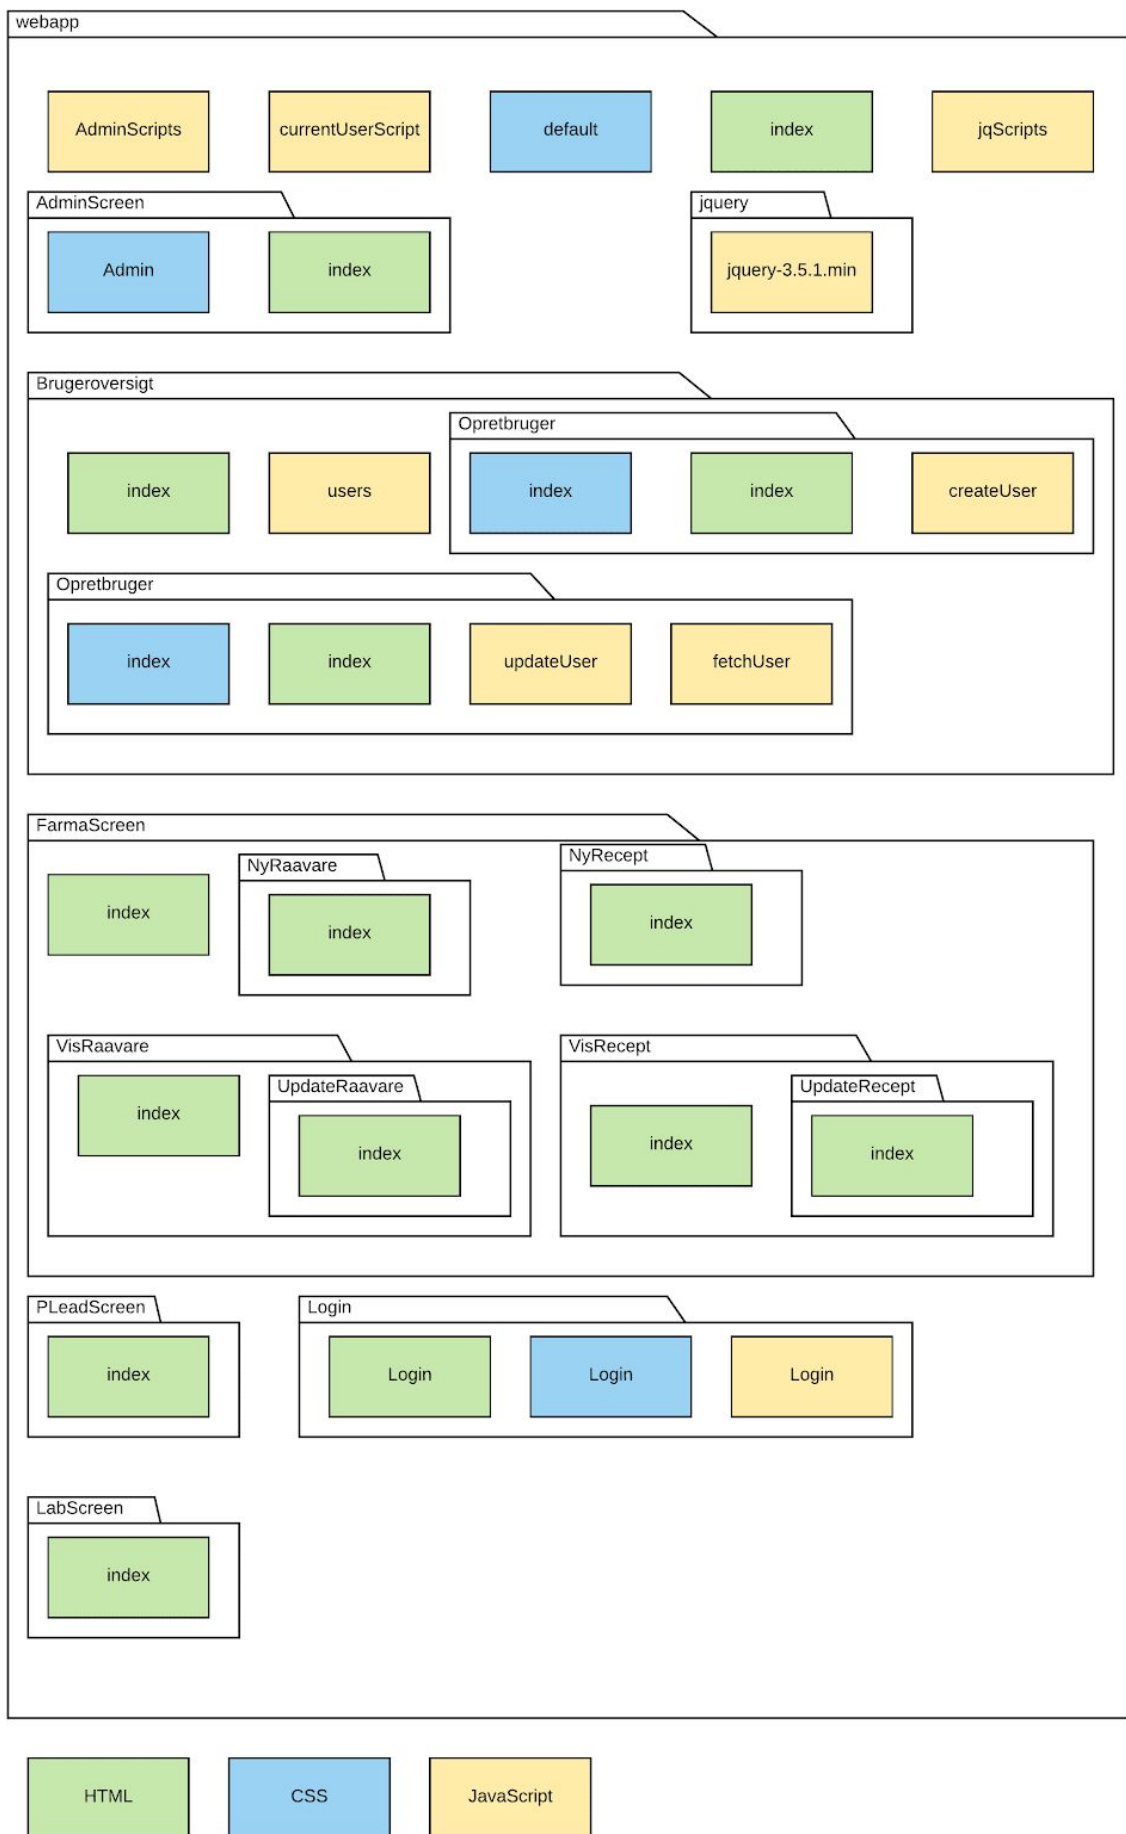 webapp
AdminScripts
currentUserScript
default
index
jqScripts
AdminScreen
jquery
Admin
index
jquery-3.5.1.min
Brugeroversigt
Opretbruger
index
users
index
index
createUser
Opretbruger
index
index
updateUser
fetchUser
FarmaScreen
NyRaavare
NyRecept
index
index
index
VisRaavare
VisRecept
UpdateRaavare
UpdateRecept
index
index
index
index
PLeadScreen
Login
index
Login
Login
Login
LabScreen
index
HTML
CSS
JavaScript